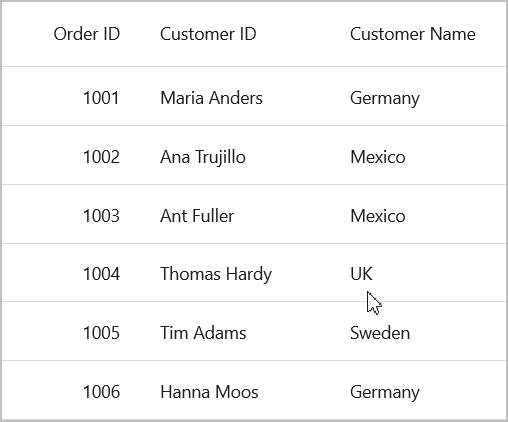 Order ID Customer ID Customer Name
1001 Maria Anders Germany
1002 Ana Trujillo Mexico
1003 Ant Fuller Mexico
1004 Thomas Hardy UK
1005 Tim Adams Sweden
1006 Hanna Moos Germany